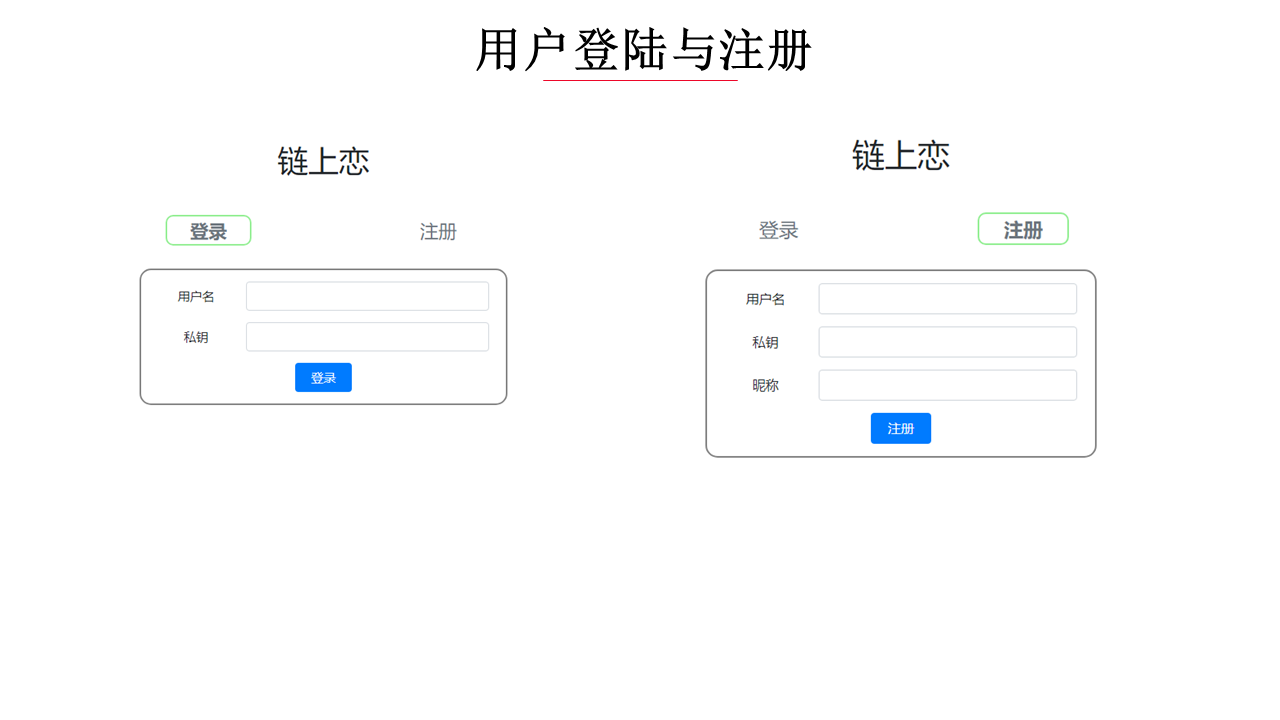 用户登陆与注册
链上恋
登录 注册
用户名
私钥
登录
链上恋
登录 注册
用户名
私钥
昵称
注册